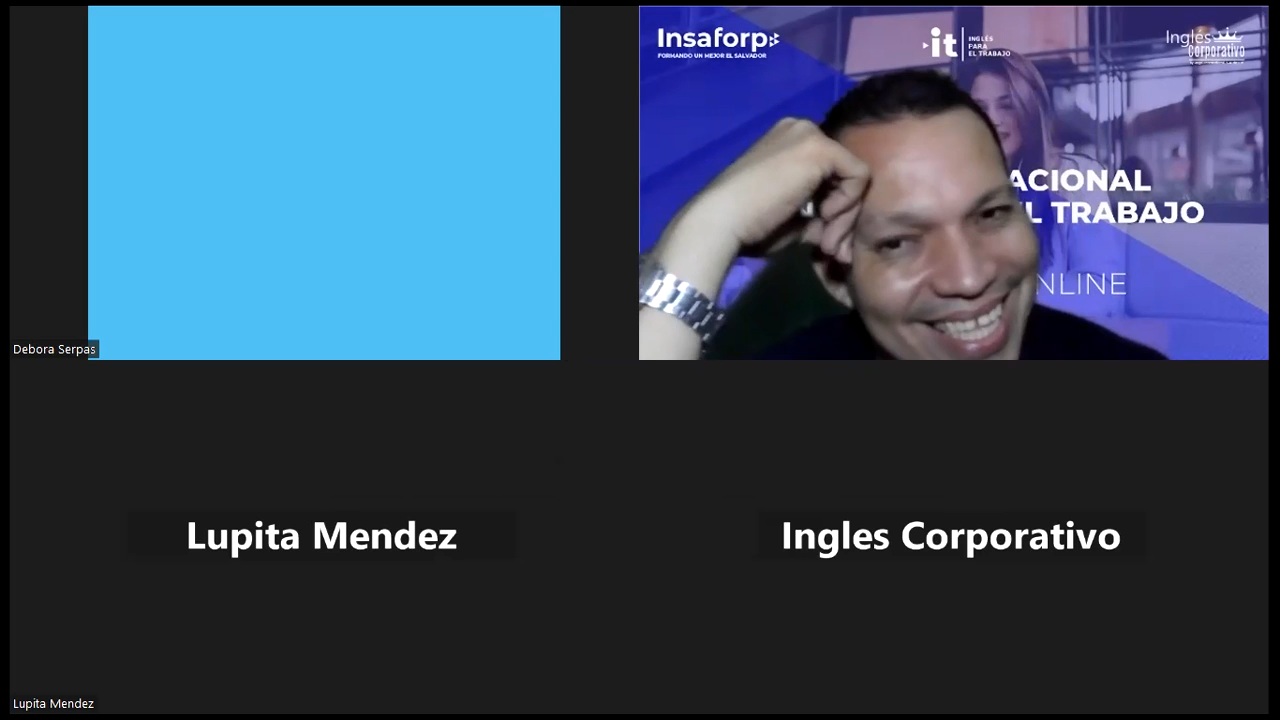 Insaforp
FORMANDO UN MEJOR EL SALVADOR
it
INGLÉS
PARA
EL TRABAJO
Inglés
Corporativo
ACIONAL
L TRABAJO
NLINE
Debora Serpas
Lupita Mendez
Ingles Corporativo
Lupita Mendez